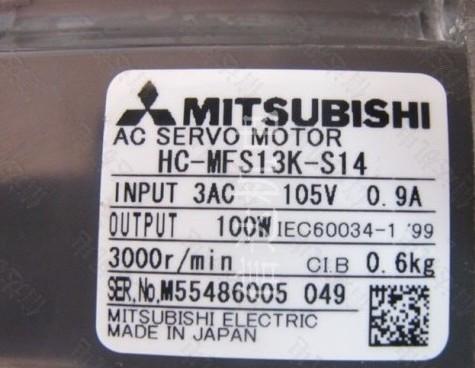 MITSUBISHI
AC SERVO MOTOR
HC-MFS13K-S14
INPUT 3AC 105V 0.9A
OUTPUT 100W IEC60034-1 '99
3000r/min CI.B 0.6kg
SER.No.M55486005 049
MITSUBISHI ELECTRIC
MADE IN JAPAN